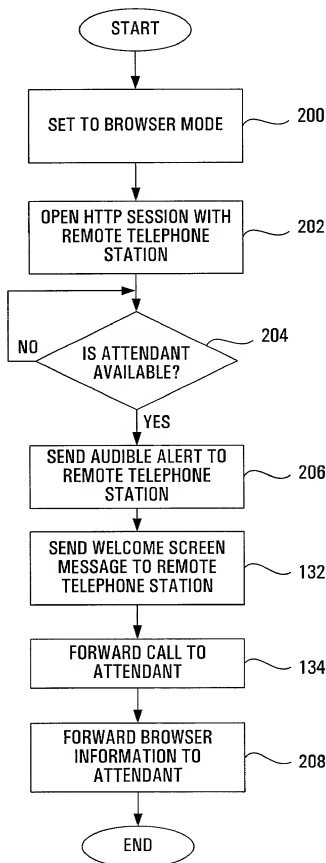 START
SET TO BROWSER MODE
200
OPEN HTTP SESSION WITH
REMOTE TELEPHONE
STATION
202
204
NO
IS ATTENDANT
AVAILABLE?
YES
SEND AUDIBLE ALERT TO
REMOTE TELEPHONE
STATION
206
SEND WELCOME SCREEN
MESSAGE TO REMOTE
TELEPHONE STATION
132
FORWARD CALL TO
ATTENDANT
134
FORWARD BROWSER
INFORMATION TO
ATTENDANT
208
END